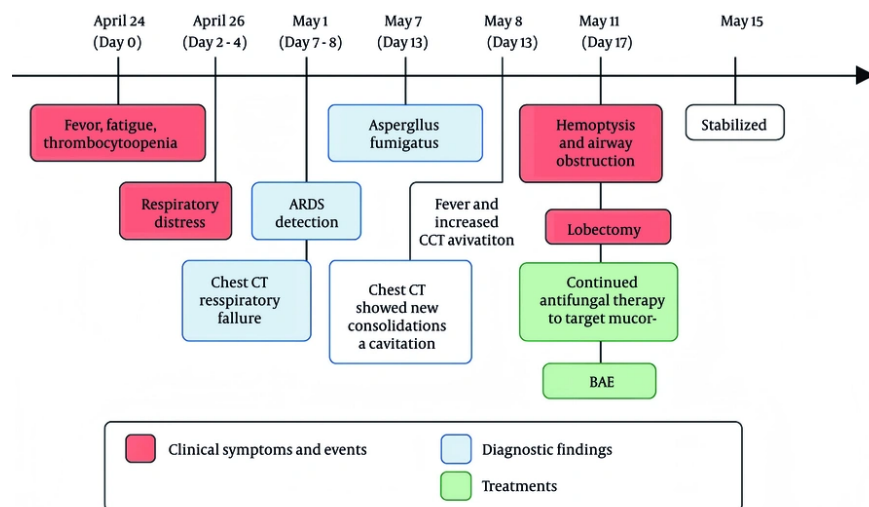 April 24
(Day 0)
April 26
(Day 2 - 4)
May 1
(Day 7 - 8)
May 7
(Day 13)
May 8
(Day 13)
May 11
(Day 17)
May 15
Fevor, fatigue,
thrombocytoopenia
Respiratory
distress
ARDS
detection
Chest CT
resspiratory
fallure
Aspergllus
fumigatus
Fever and
increased
CCT avivatiton
Chest CT
showed new
consolidations
a cavitation
Hemoptysis
and airway
obstruction
Lobectomy
Continued
antifungal therapy
to target mucor-
BAE
Stabilized
Clinical symptoms and events
Diagnostic findings
Treatments